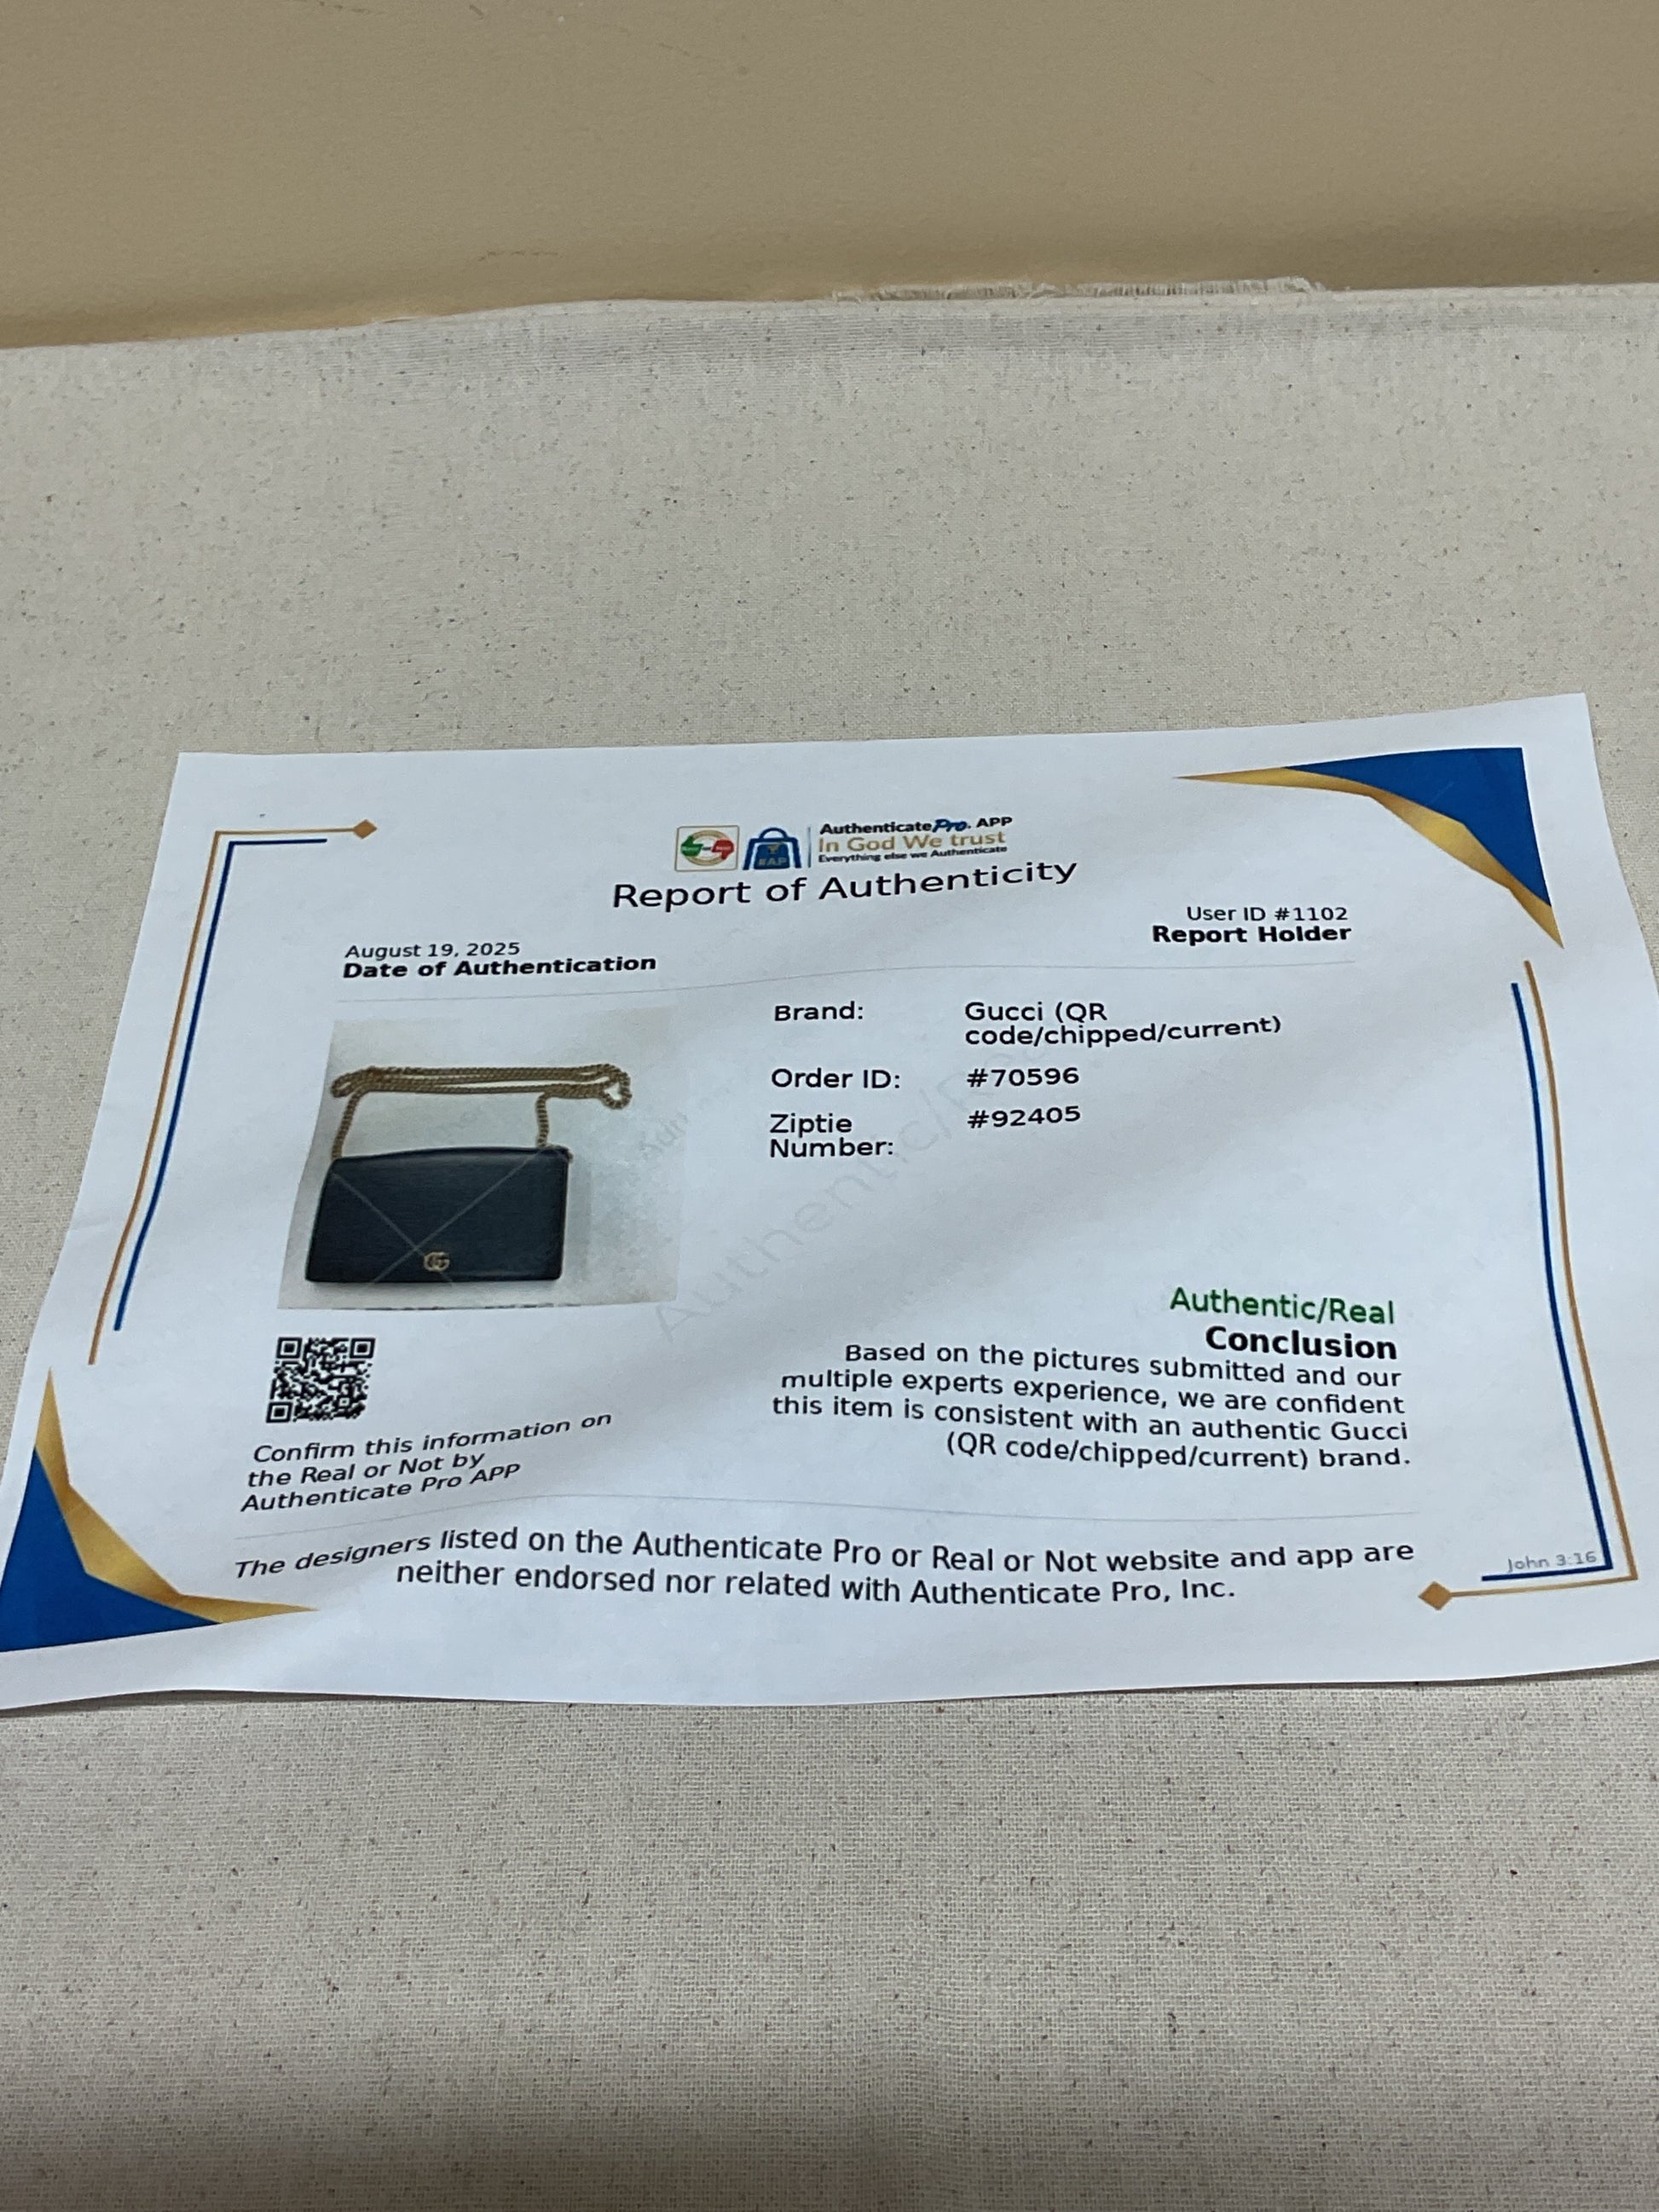 AuthenticatePro. APP
In God We trust
Everything else we Authenticate
Report of Authenticity
User ID #1102
Report Holder
August 19, 2025
Date of Authentication
Brand: Gucci (QR
code/chipped/current)
Order ID: #70596
Ziptie #92405
Number:
Authentic/Real
Authentic/Real
Conclusion
Based on the pictures submitted and our
multiple experts experience, we are confident
this item is consistent with an authentic Gucci
(QR code/chipped/current) brand.
Confirm this information on
the Real or Not by
Authenticate Pro APP
The designers listed on the Authenticate Pro or Real or Not website and app are
neither endorsed nor related with Authenticate Pro, Inc.
John 3:16